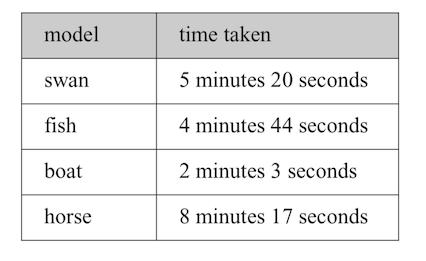 model time taken
swan 5 minutes 20 seconds
fish 4 minutes 44 seconds
boat 2 minutes 3 seconds
horse 8 minutes 17 seconds